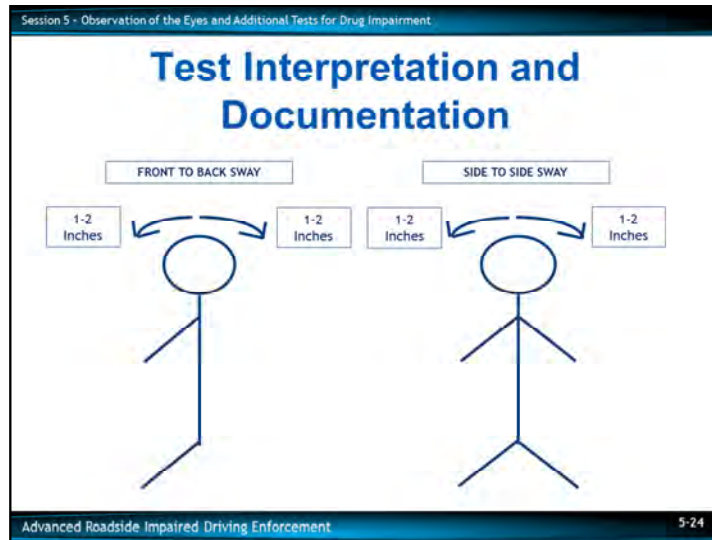 Session 5 - Observation of the Eyes and Additional Tests for Drug Impairment
Test Interpretation and
Documentation
FRONT TO BACK SWAY
SIDE TO SIDE SWAY
1-2
Inches
1-2
Inches
1-2
Inches
1-2
Inches
Advanced Roadside Impaired Driving Enforcement
5-24